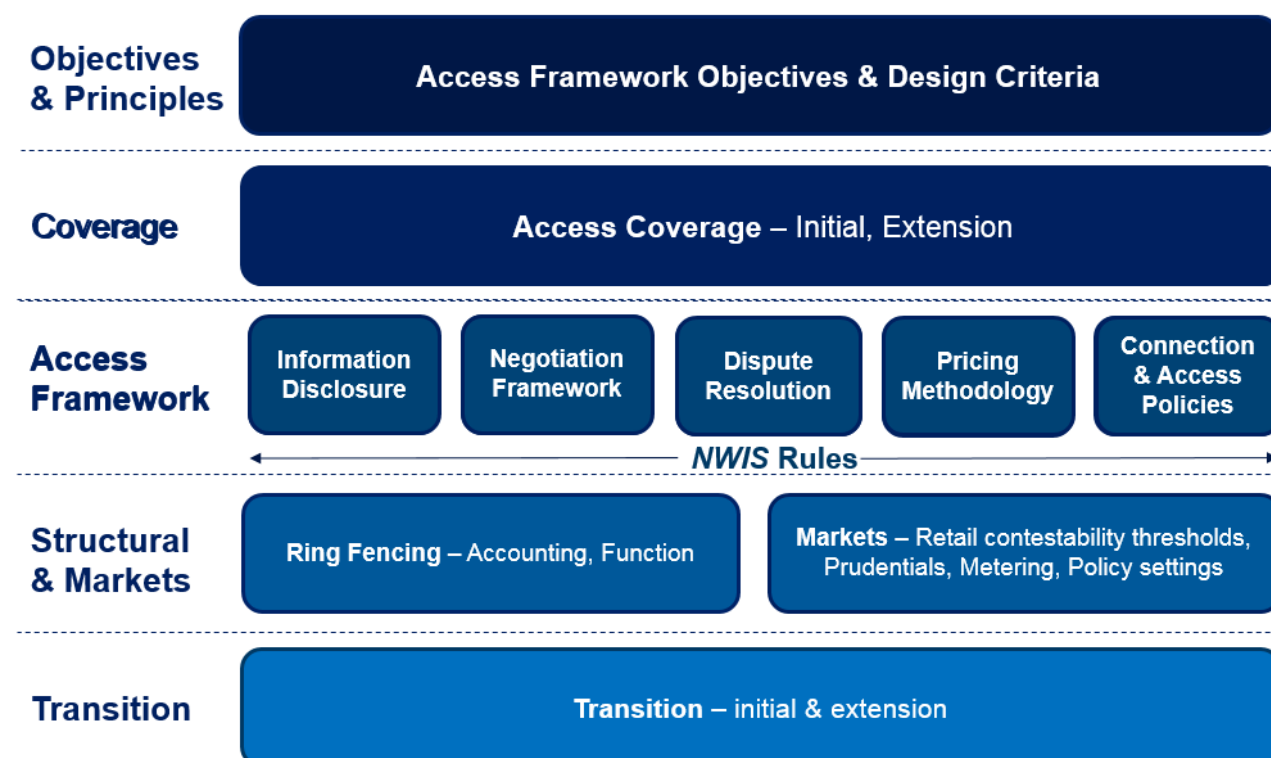 Objectives
& Principles
Access Framework Objectives & Design Criteria
Coverage
Access Coverage – Initial, Extension
Access
Framework
Information
Disclosure
Negotiation
Framework
Dispute
Resolution
Pricing
Methodology
Connection
& Access
Policies
NWIS Rules
Structural
& Markets
Ring Fencing – Accounting, Function
Markets – Retail contestability thresholds,
Prudentials, Metering, Policy settings
Transition
Transition – initial & extension